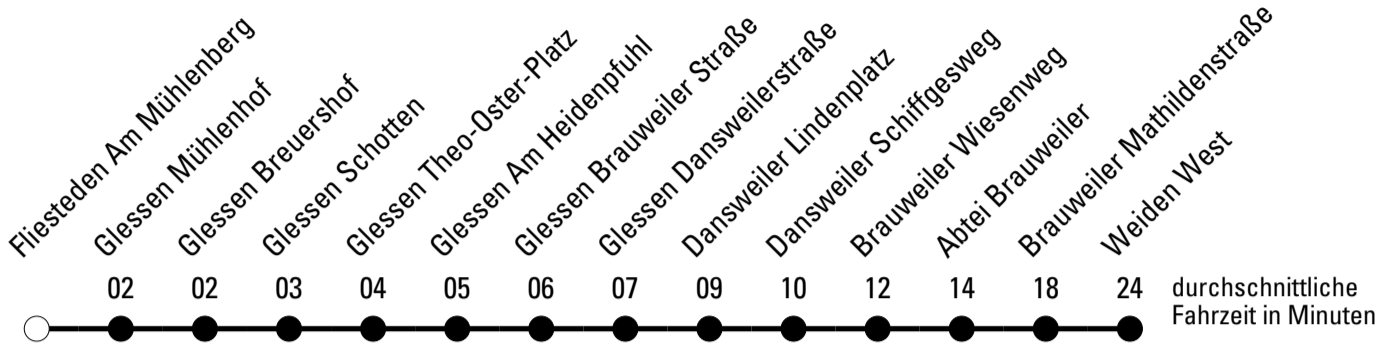 Fliesteden Am Mühlenberg
Glessen Mühlenhof
Glessen Breuershof
Glessen Schotten
Glessen Theo-Oster-Platz
Glessen Am Heidenpfuhl
Glessen Brauweiler Straße
Glessen Dansweilerstraße
Dansweiler Lindenplatz
Dansweiler Schiffgesweg
Brauweiler Wiesenweg
Abtei Brauweiler
Brauweiler Mathildenstraße
Weiden West
02 02 03 04 05 06 07 09 10 12 14 18 24 durchschnittliche
Fahrzeit in Minuten